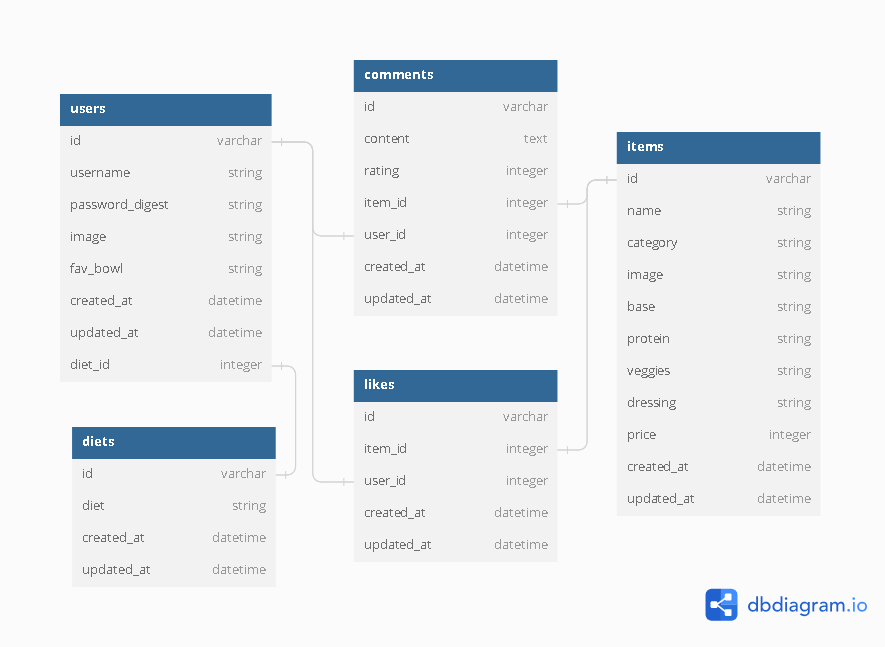 users
id varchar
username string
password_digest string
image string
fav_bowl string
created_at datetime
updated_at datetime
diet_id integer
diets
id varchar
diet string
created_at datetime
updated_at datetime
comments
id varchar
content text
rating integer
item_id integer
user_id integer
created_at datetime
updated_at datetime
likes
id varchar
item_id integer
user_id integer
created_at datetime
updated_at datetime
items
id varchar
name string
category string
image string
base string
protein string
veggies string
dressing string
price integer
created_at datetime
updated_at datetime
dbdiagram.io